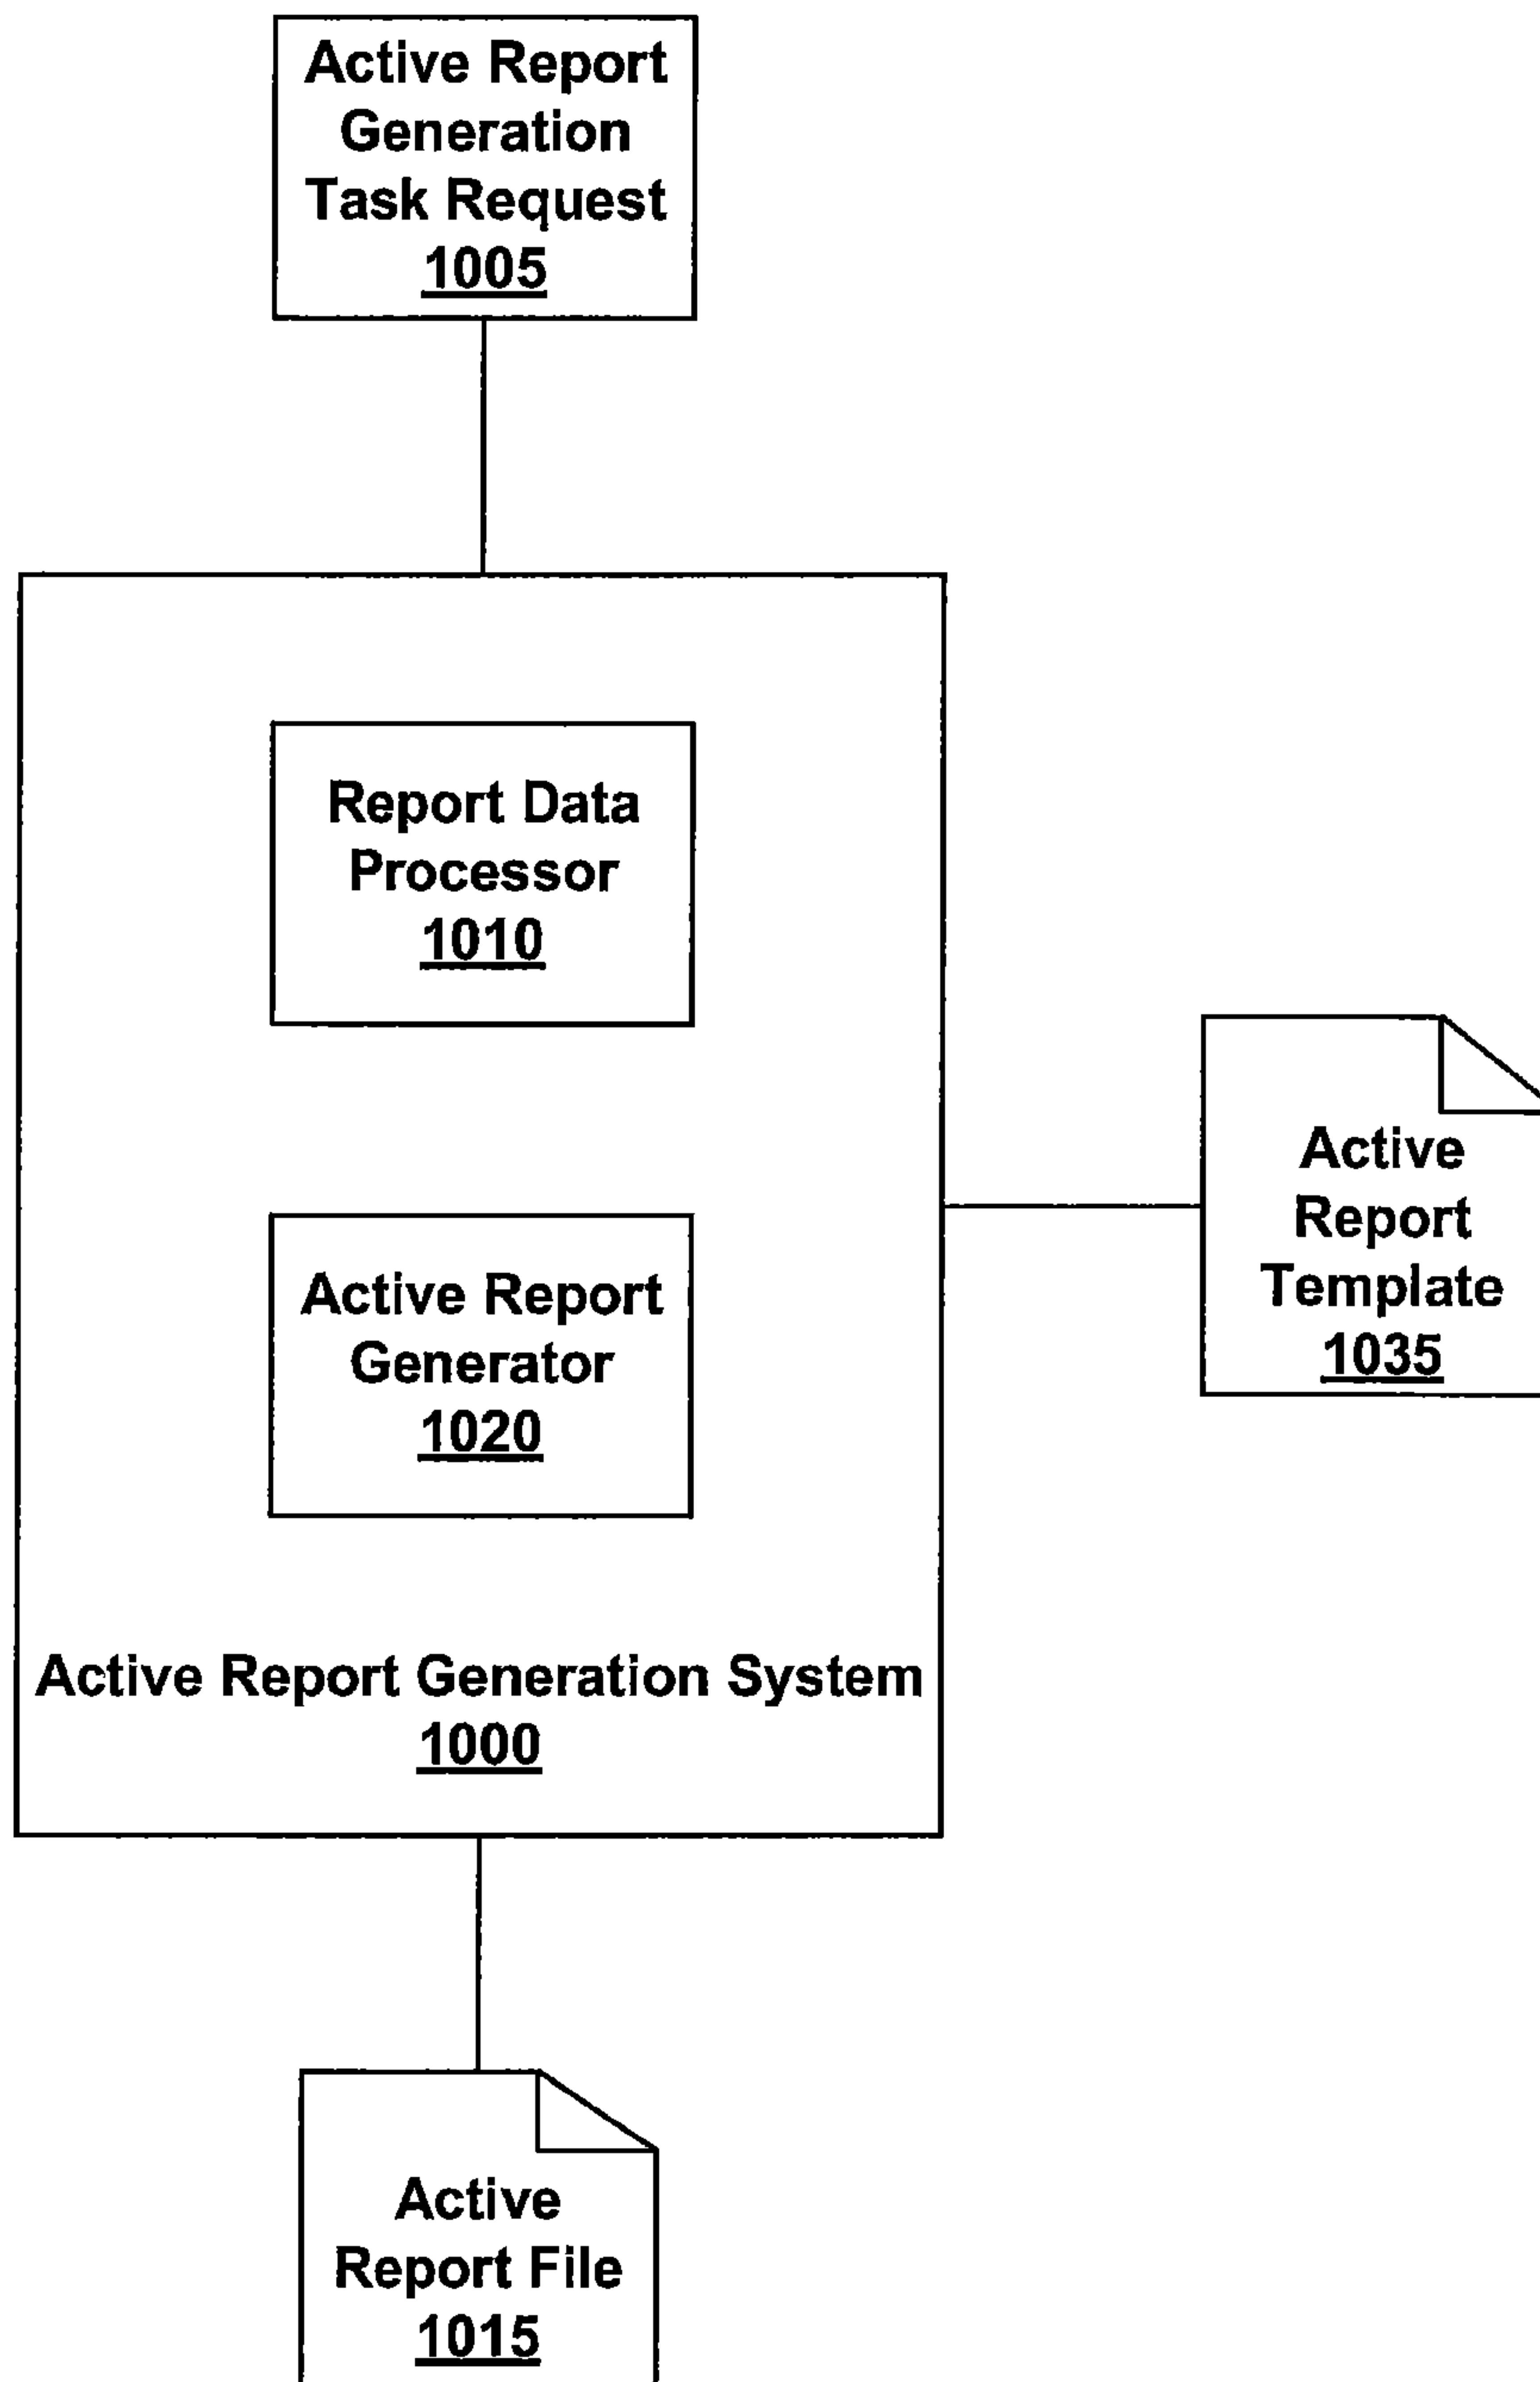 Active Report
Generation
Task Request
1005
Report Data
Processor
1010
Active Report
Generator
1020
Active Report Generation System
1000
Active
Report
Template
1035
Active
Report File
1015